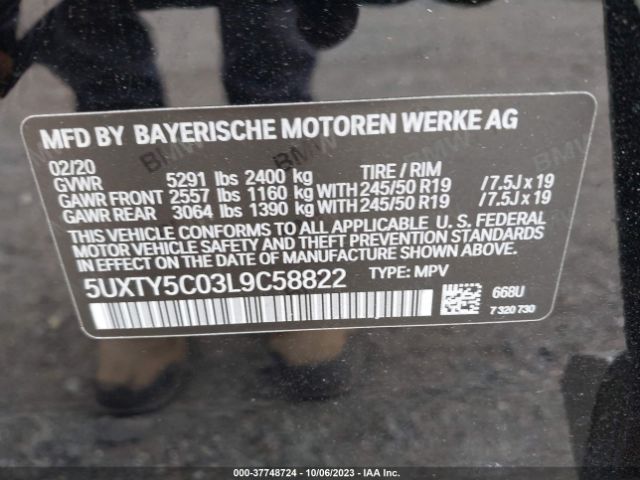 MFD BY BAYERISCHE MOTOREN WERKE AG
02/20
GVWR 5291 lbs 2400 kg TIRE / RIM
GAWR FRONT 2557 lbs 1160 kg WITH 245/50 R19 /7.5J x 19
GAWR REAR 3064 lbs 1390 kg WITH 245/50 R19 /7.5J x 19
THIS VEHICLE CONFORMS TO ALL APPLICABLE U. S. FEDERAL
MOTOR VEHICLE SAFETY, BUMPER, AND THEFT PREVENTION
STANDARDS IN EFFECT ON THE DATE OF MANUFACTURE SHOWN ABOVE.
5UXTY5C03L9C58822 TYPE: MPV
668U
7 320 730
000-37748724 | 10/06/2023 | IAA Inc.